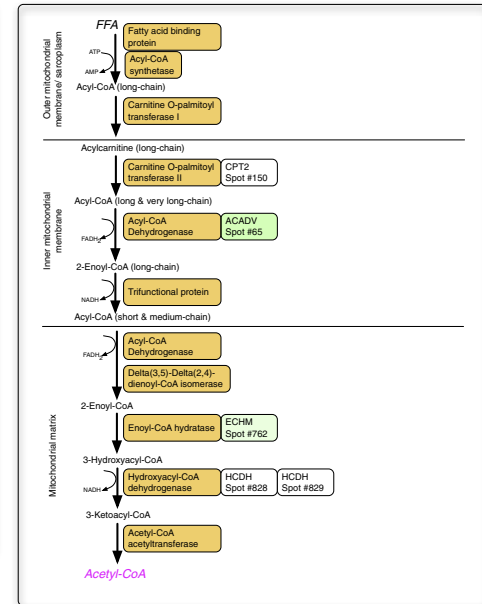 FFA
Fatty acid binding
protein
ATP
Acyl-CoA
synthetase
AMP
Acyl-CoA (long-chain)
Carnitine O-palmitoyl
transferase I
Outer mitochondrial
membrane/ sarcoplasm
Acylcarnitine (long-chain)
Carnitine O-palmitoyl
transferase II
CPT2
Spot #150
Acyl-CoA (long & very long-chain)
Acyl-CoA
Dehydrogenase
ACADV
Spot #65
FADH2
2-Enoyl-CoA (long-chain)
Trifunctional protein
NADH
Acyl-CoA (short & medium-chain)
Inner mitochondrial
membrane
Acyl-CoA
Dehydrogenase
FADH2
Delta(3,5)-Delta(2,4)-
dienoyl-CoA isomerase
2-Enoyl-CoA
Enoyl-CoA hydratase
ECHM
Spot #762
3-Hydroxyacyl-CoA
Hydroxyacyl-CoA
dehydrogenase
HCDH
Spot #828
HCDH
Spot #829
NADH
3-Ketoacyl-CoA
Acetyl-CoA
acetyltransferase
Acetyl-CoA
Mitochondrial matrix